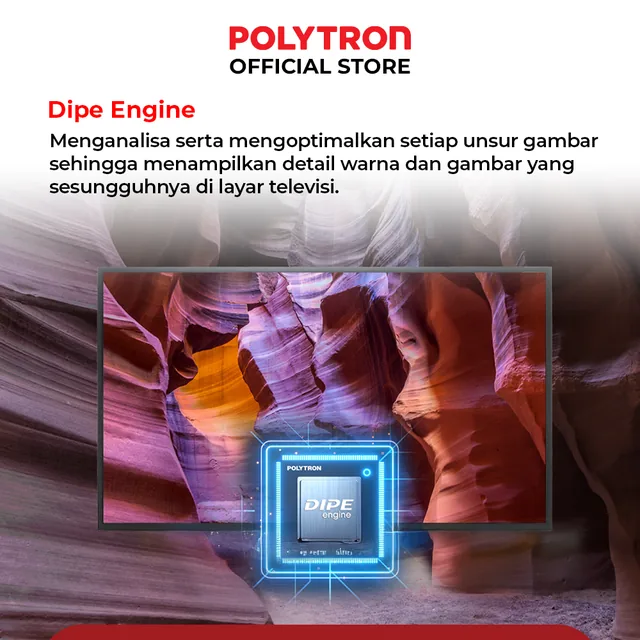 POLYTRON
OFFICIAL STORE
Dipe Engine
Menganalisa serta mengoptimalkan setiap unsur gambar
sehingga menampilkan detail warna dan gambar yang
sesungguhnya di layar televisi.
POLYTRON
DIPE
engine